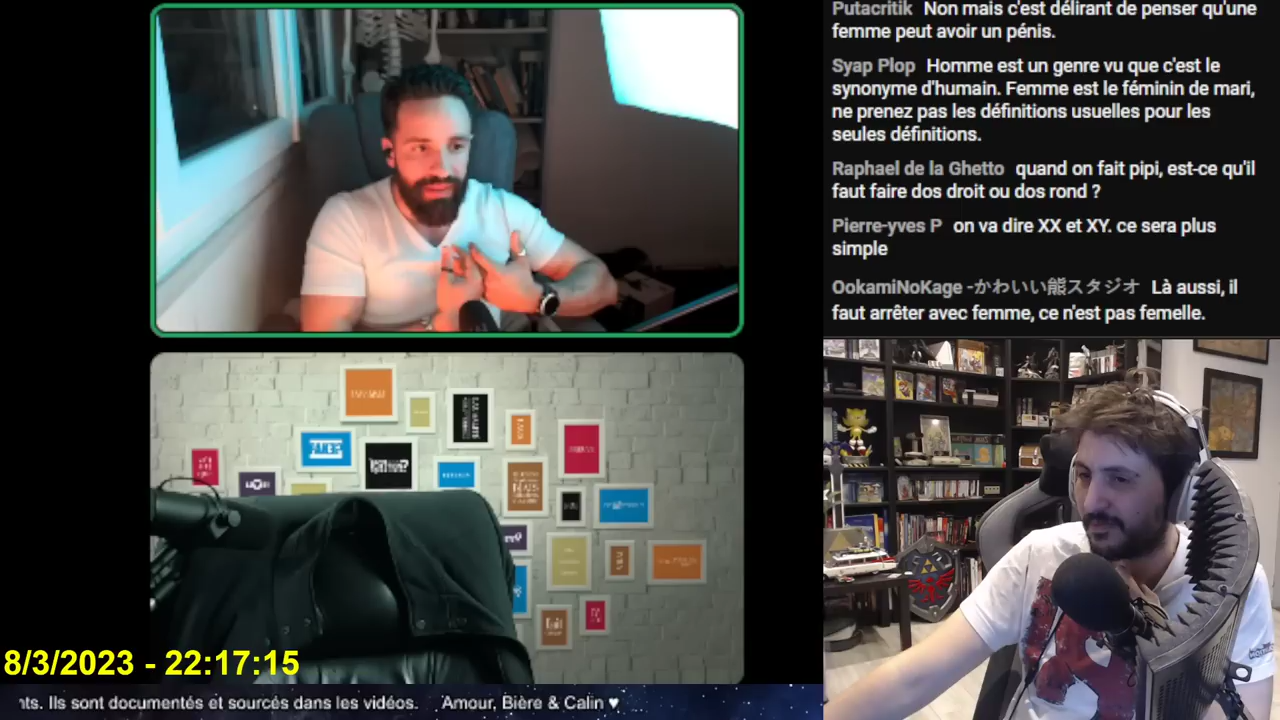 Putacritik Non mais c'est délirant de penser qu'une
femme peut avoir un pénis.
Syap Plop Homme est un genre vu que c'est le
synonyme d'humain. Femme est le féminin de mari,
ne prenez pas les définitions usuelles pour les
seules définitions.
Raphael de la Ghetto quand on fait pipi, est-ce qu'il
faut faire dos droit ou dos rond ?
Pierre-yves P on va dire XX et XY. ce sera plus
simple
OokamiNoKage -かわいい熊スタジオ Là aussi, il
faut arrêter avec femme, ce n'est pas femelle.
8/3/2023 - 22:17:15
nts. Ils sont documentés et sourcés dans les vidéos. Amour, Bière & Calin ♥